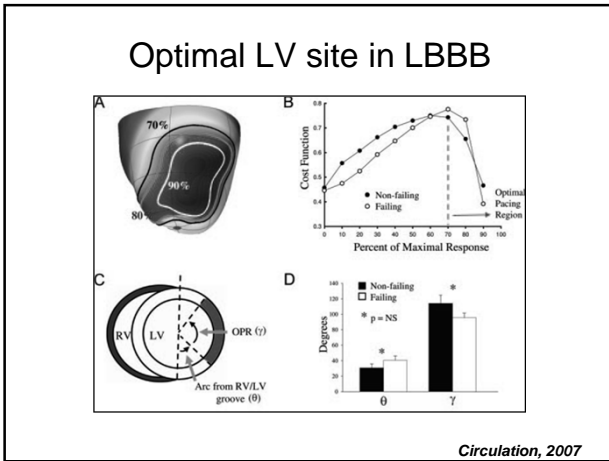 Optimal LV site in LBBB
A
70%
90%
80%
B
Cost Function
0.8
0.7
0.6
0.5
0.4
0.3
Non-failing
Failing
Optimal
Pacing
Region
0 10 20 30 40 50 60 70 80 90 100
Percent of Maximal Response
C
RV
LV
OPR (γ)
Arc from RV/LV
groove (θ)
D
Degrees
140
120
100
80
60
40
20
0
Non-failing
Failing
* p = NS
*
*
θ
γ
Circulation, 2007